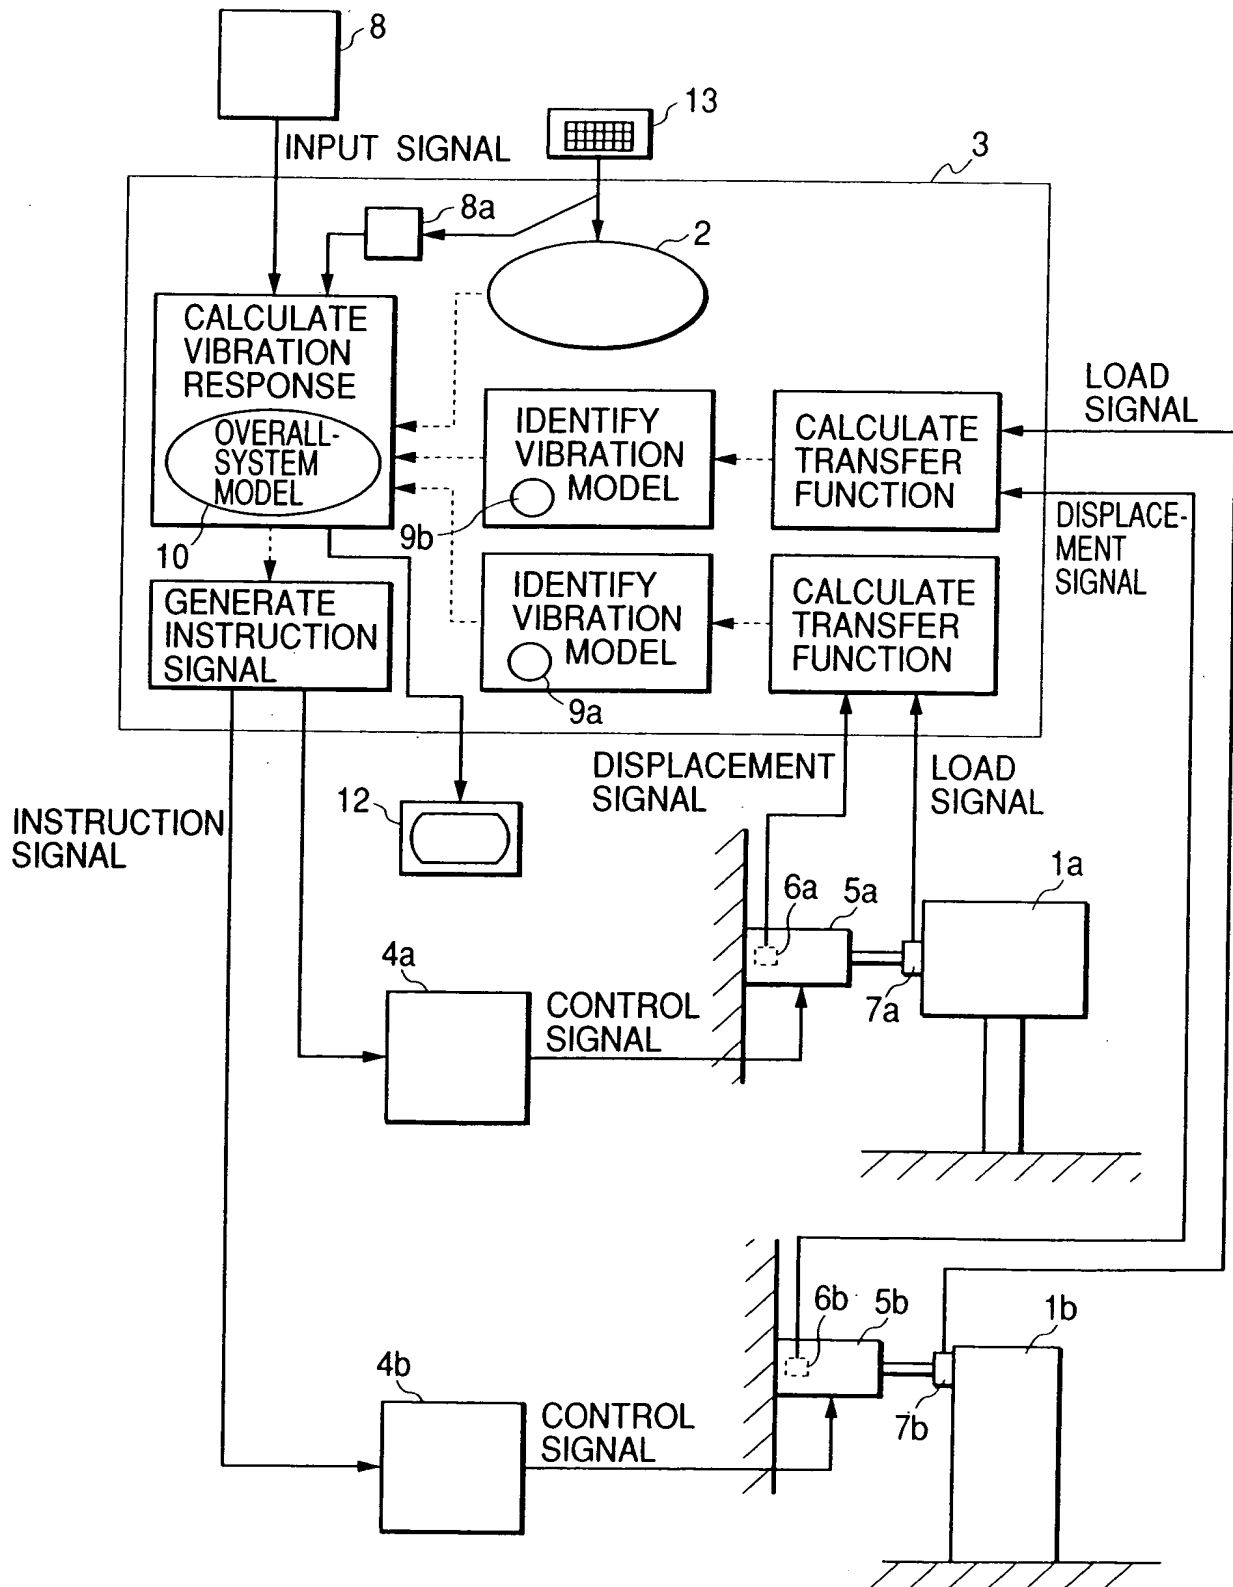 8
13
INPUT SIGNAL
3
8a
2
CALCULATE
VIBRATION
RESPONSE
OVERALL-
SYSTEM
MODEL
10
IDENTIFY
VIBRATION
MODEL
9b
CALCULATE
TRANSFER
FUNCTION
LOAD
SIGNAL
DISPLACE-
MENT
SIGNAL
GENERATE
INSTRUCTION
SIGNAL
IDENTIFY
VIBRATION
MODEL
9a
CALCULATE
TRANSFER
FUNCTION
DISPLACEMENT
SIGNAL
LOAD
SIGNAL
INSTRUCTION
SIGNAL
12
6a
5a
1a
7a
4a
CONTROL
SIGNAL
6b
5b
1b
7b
4b
CONTROL
SIGNAL